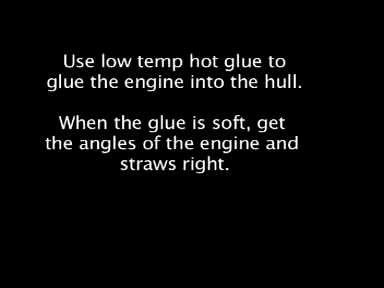 Use low temp hot glue to
glue the engine into the hull.
When the glue is soft, get
the angles of the engine and
straws right.